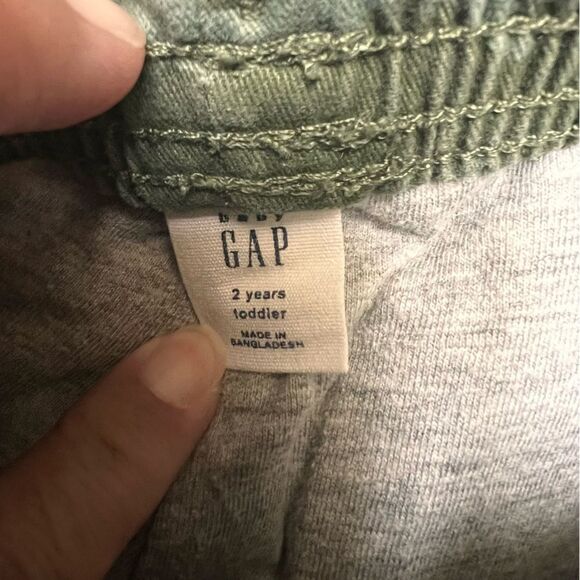 baby
GAP
2 years
toddler
MADE IN
BANGLADESH